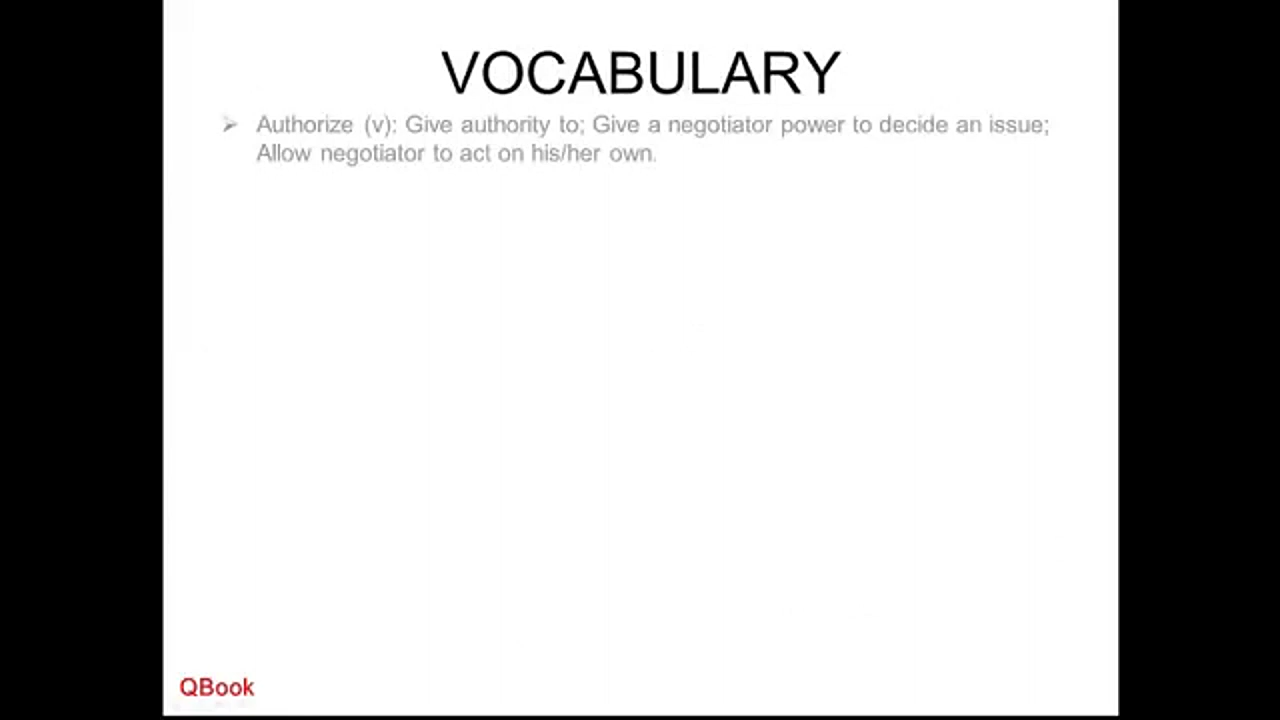 VOCABULARY
➢ Authorize (v): Give authority to; Give a negotiator power to decide an issue;
Allow negotiator to act on his/her own.
QBook